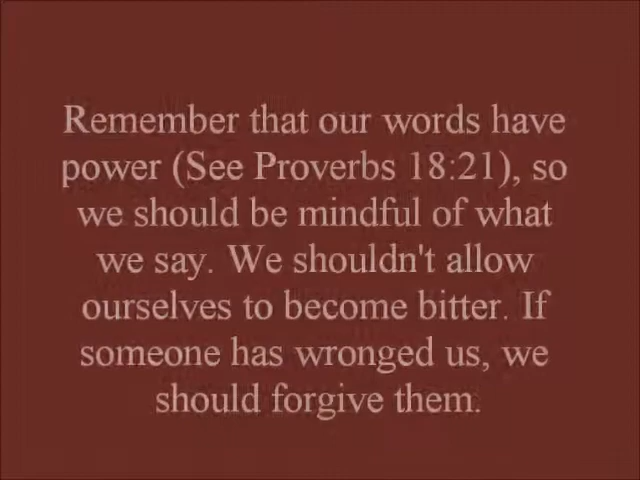 Remember that our words have
power (See Proverbs 18:21), so
we should be mindful of what
we say. We shouldn't allow
ourselves to become bitter. If
someone has wronged us, we
should forgive them.